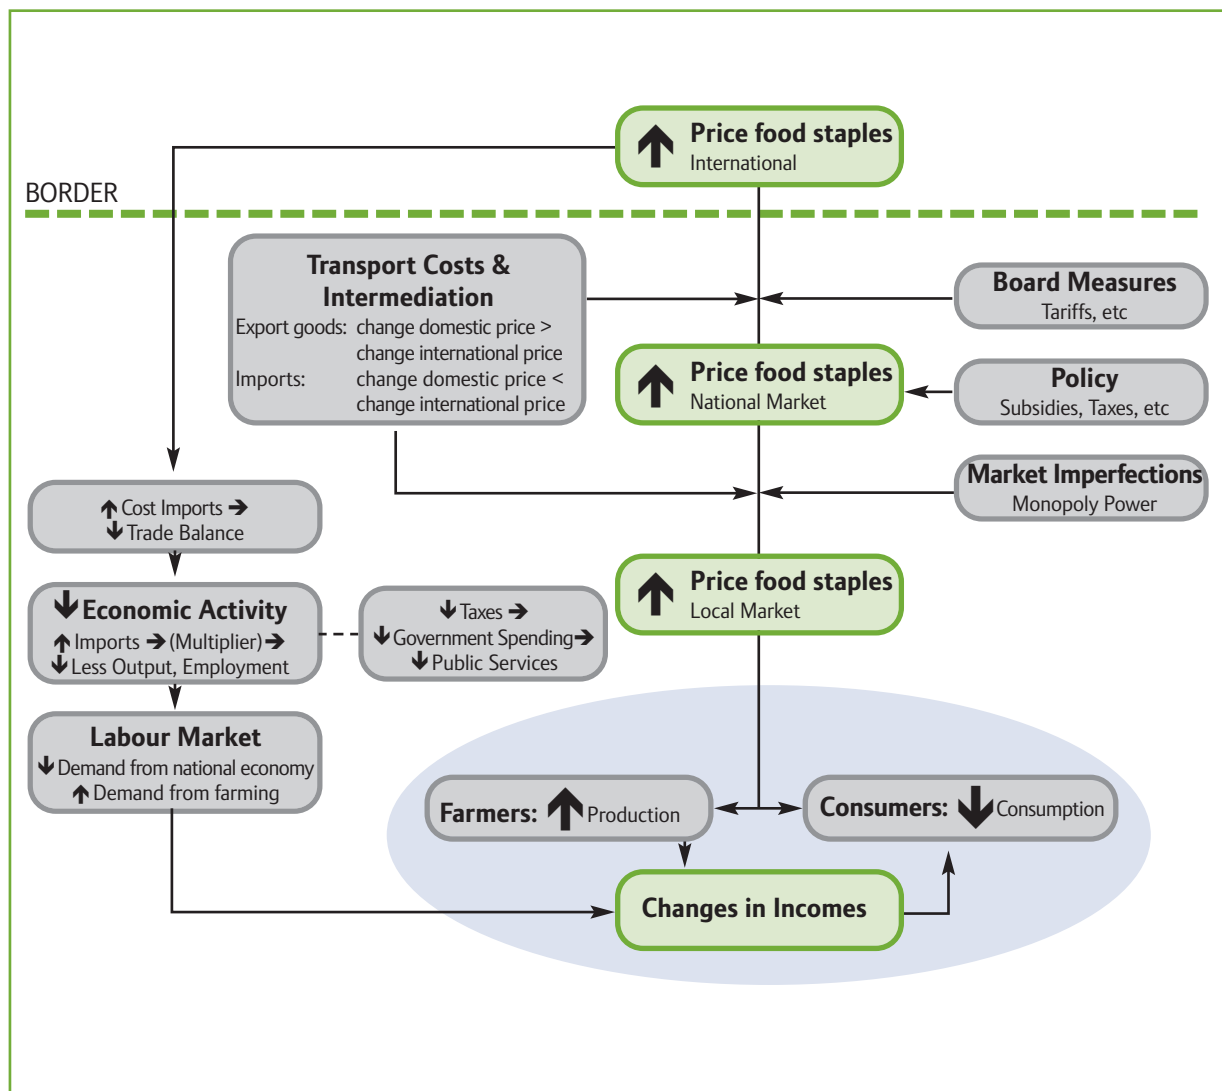 Price food staples
International
BORDER
Transport Costs &
Intermediation
Export goods: change domestic price >
change international price
Imports: change domestic price <
change international price
Board Measures
Tariffs, etc
Price food staples
National Market
Policy
Subsidies, Taxes, etc
Market Imperfections
Monopoly Power
↑ Cost Imports →
↓ Trade Balance
Price food staples
Local Market
↓ Economic Activity
↑ Imports → (Multiplier) →
↓ Less Output, Employment
↓ Taxes →
↓ Government Spending →
↓ Public Services
Labour Market
↓ Demand from national economy
↑ Demand from farming
Farmers: ↑ Production
Consumers: ↓ Consumption
Changes in Incomes